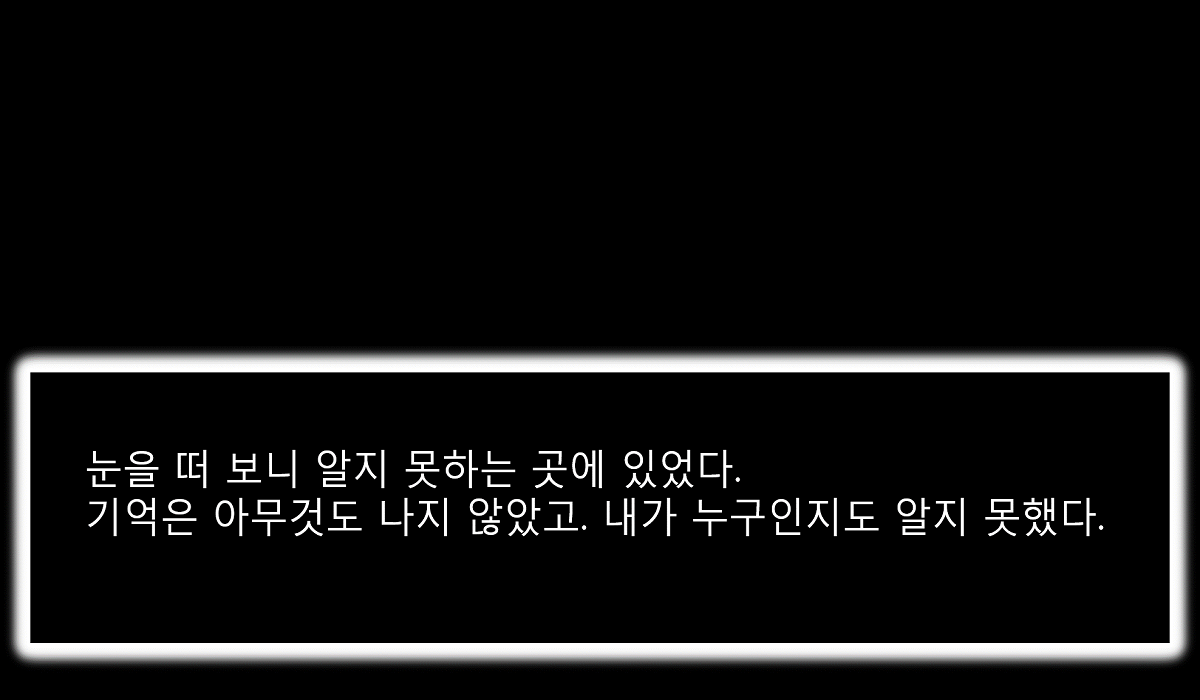 눈을 떠 보니 알지 못하는 곳에 있었다.
기억은 아무것도 나지 않았고. 내가 누구인지도 알지 못했다.